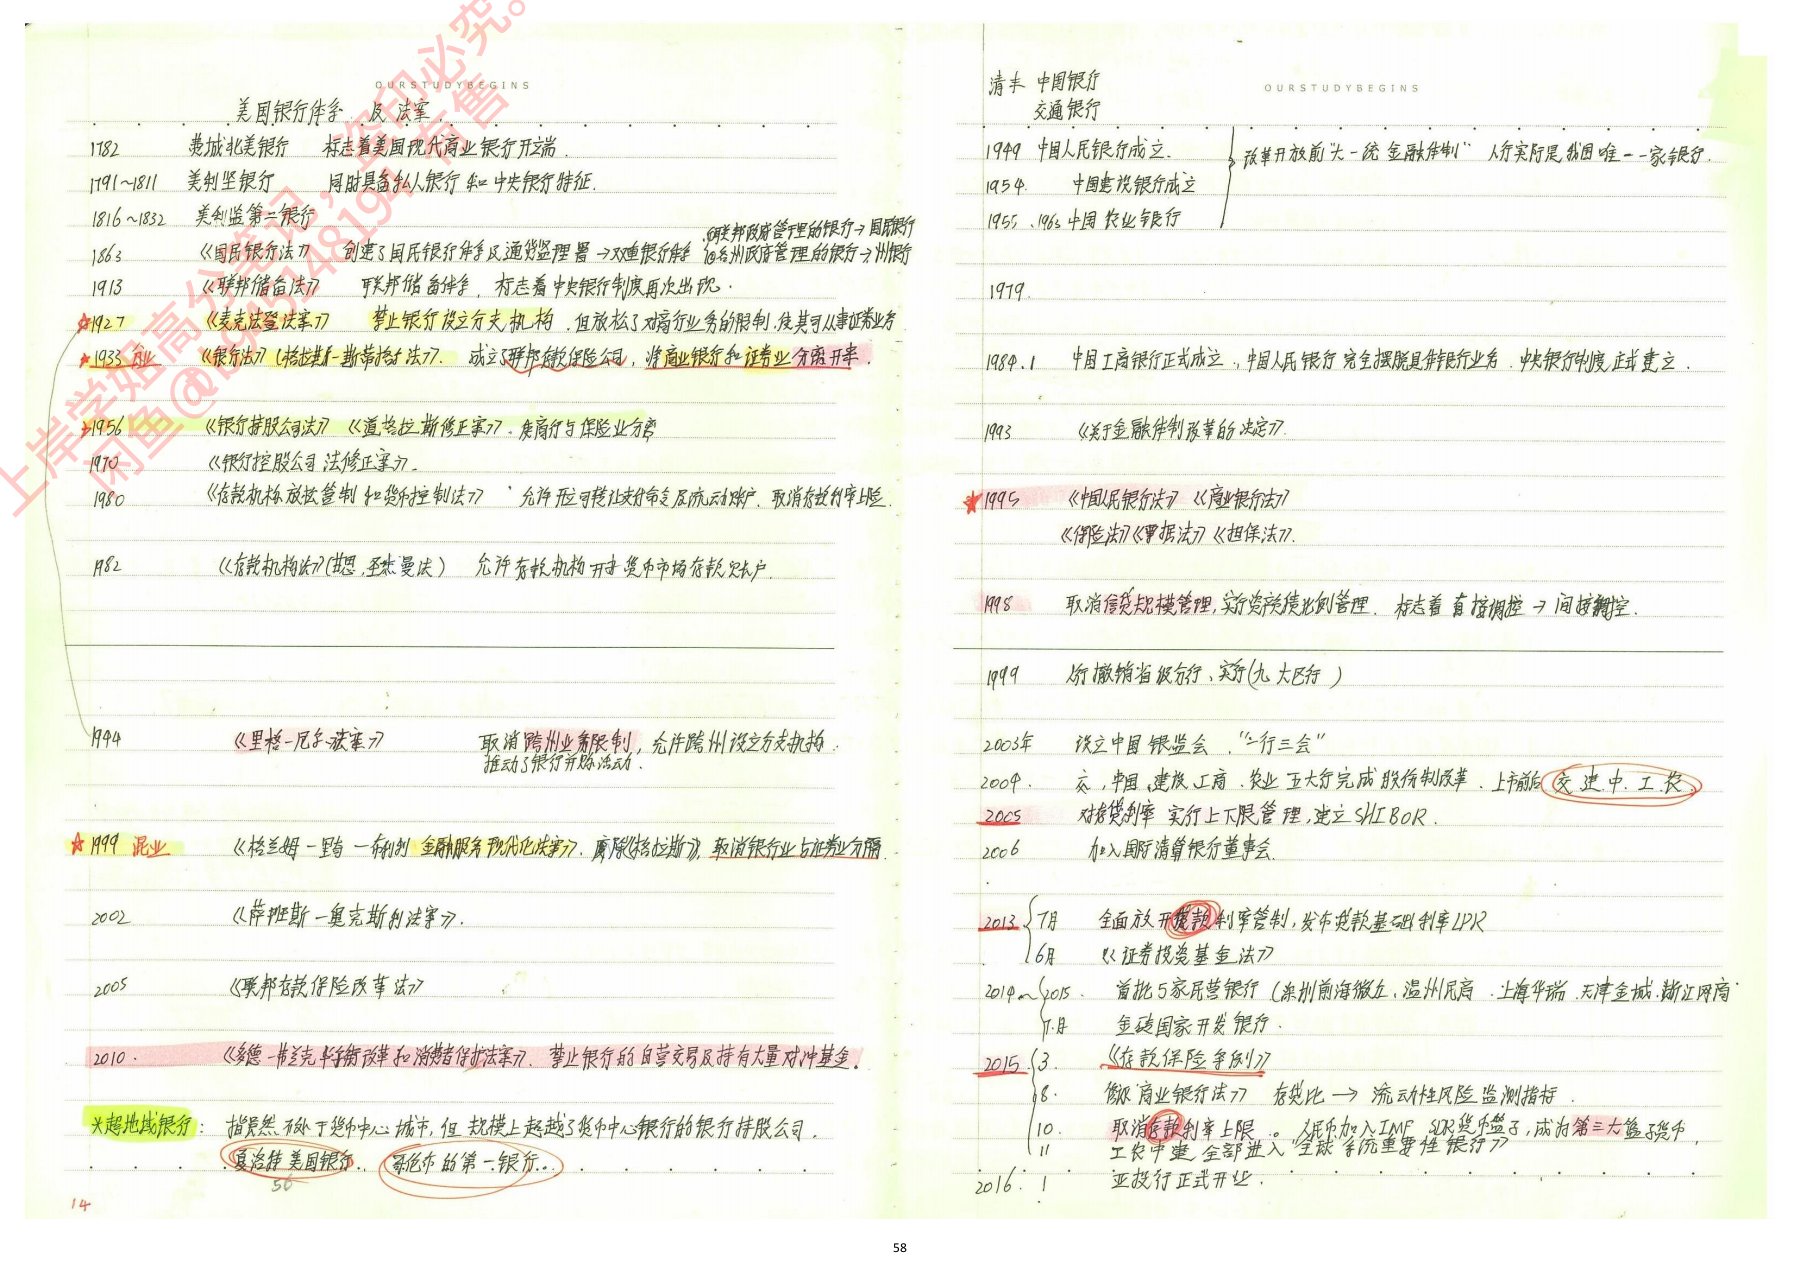 OURSTUDYBEGINS
美国银行体系 及 法案
1782 费城北美银行 标志着美国现代商业银行开端.
1791~1811 美利坚银行 同时具备私人银行和中央银行特征.
1816~1832 美利坚第二银行
1863 《国民银行法》 创建了国民银行体系及通货监理署→双重银行体系
①联邦政府管理的银行→国民银行
②各州政府管理的银行→州银行
1913 《联邦储备法》 联邦储备体系, 标志着中央银行制度再次出现.
☆1927 《麦克法登法案》 禁止银行设立分支机构, 但放松了对商行业务的限制,使其可从事证券业务
★1933 《银行法》(格拉斯-斯蒂格尔法》. 成立了联邦存款保险公司, 将商业银行和证券业分离开来.
1956 《银行持股公司法》《道格拉斯修正案》, 使商行与保险业分离
1970 《银行控股公司法修正案》.
1980 《存款机构放松管制和货币控制法》 允许开立可转让支付命令及流动账户. 取消存款利率上限.
1982 《存款机构法》 允许存款机构开办货币市场存款账户.
1994 《里格-尼尔法案》 取消跨州业务限制, 允许跨州设立分支机构.
推动了银行并购活动.
☆1999 混业 《格兰姆-里奇-布利利金融服务现代化法案》. 废除《格拉斯》, 取消银行业与证券业分隔.
2002 《萨班斯-奥克斯利法案》.
2005 《联邦存款保险改革法》
2010. 《多德-弗兰克华尔街改革和消费者保护法案》. 禁止银行的自营交易及持有大量对冲基金.
超地域银行: 指虽然不处于货币中心城市, 但规模上超越了货币中心银行的银行持股公司.
夏洛特美国银行. 哥伦布的第一银行..
56
14
OURSTUDYBEGINS
清末 中国银行
交通银行
1949 中国人民银行成立.
改革开放前"大一统金融体制" 人行实际是我国唯一一家银行.
1954. 中国建设银行成立
1955 .1963 中国农业银行
1979.
1984.1 中国工商银行正式成立, 中国人民银行完全摆脱具体银行业务. 中央银行制度正式建立.
1993 《关于金融体制改革的决定》.
★1995 《中国人民银行法》《商业银行法》
《保险法》《票据法》《担保法》.
1998 取消信贷规模管理, 实行资产负债比例管理. 标志着直接调控→间接调控.
1999 人行撤销省级分行、实行(九大区行)
2003年 设立中国银监会. "一行三会"
2004. 交, 中国, 建设, 工商. 农业 五大行完成股份制改革. 上市前后 交.建.中.工.农.
2005 对存贷利率 实行上下限管理, 建立SHIBOR.
2006 加入国际清算银行董事会.
2013 7月 全面放开贷款利率管制, 发布贷款基础利率LPR
6月 《证券投资基金法》
2014~2015. 首批5家民营银行 (深圳前海微众、温州民商. 上海华瑞. 天津金城. 浙江网商
7.月 金砖国家开发银行.
2015 3. 《存款保险条例》
8. 修改《商业银行法》 存贷比→流动性风险监测指标.
10. 取消存款利率上限. 。人民币加入IMF SDR货币篮子, 成为第三大篮子货币.
11 工农中建全部进入"全球系统重要性银行》
2016. 1 亚投行正式开业.
上岸学姐高分笔记，盗印必究。
闲鱼@b945148194有售
58